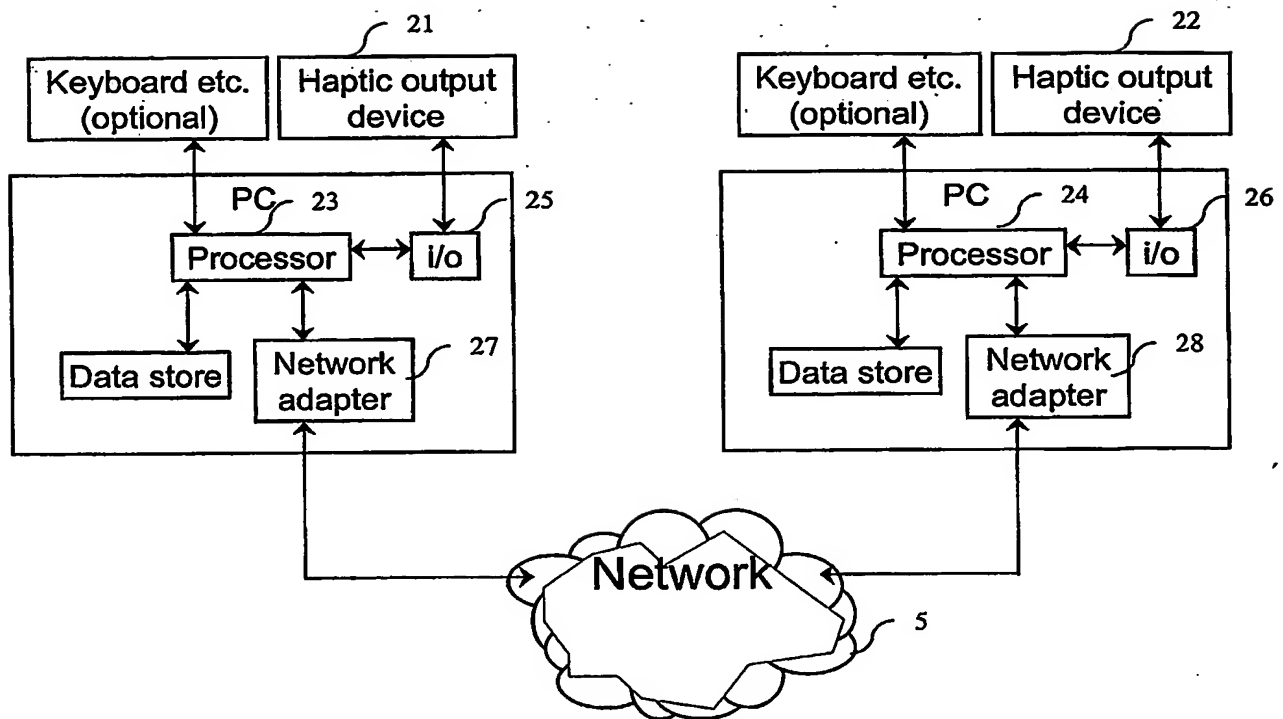 21
Keyboard etc.
(optional)
Haptic output
device
PC
23
25
Processor
i/o
Data store
Network
adapter
27
22
Keyboard etc.
(optional)
Haptic output
device
PC
24
26
Processor
i/o
Data store
Network
adapter
28
Network
5